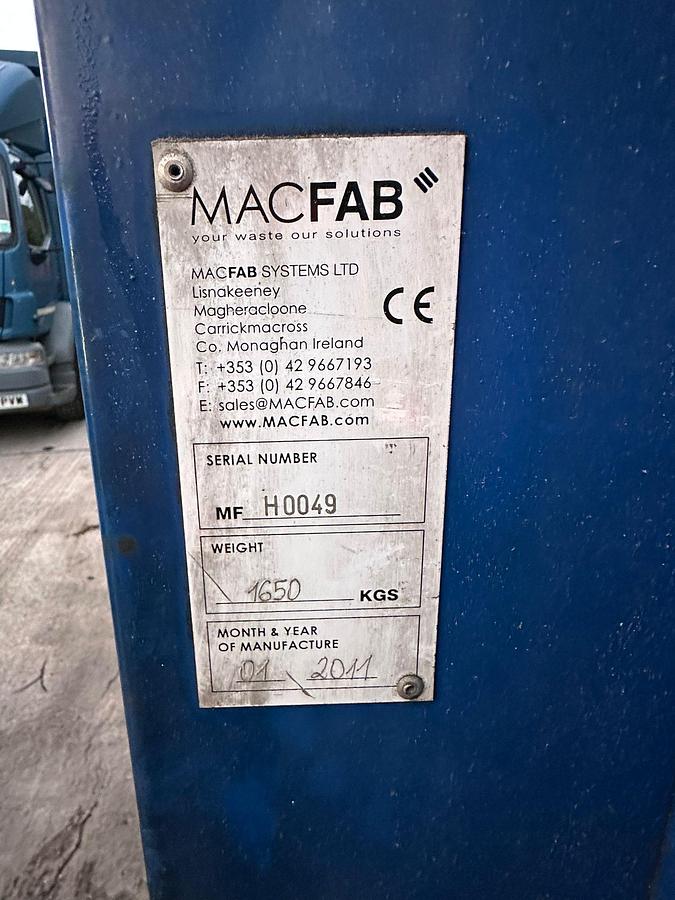 MACFAB
your waste our solutions
MACFAB SYSTEMS LTD
Lisnakeeney
Magheracloone
Carrickmacross
Co. Monaghan Ireland
CE
T: +353 (0) 42 9667193
F: +353 (0) 42 9667846
E: sales@MACFAB.com
www.MACFAB.com
SERIAL NUMBER
MF H0049
WEIGHT
1650 KGS
MONTH & YEAR
OF MANUFACTURE
01 2011
PVW